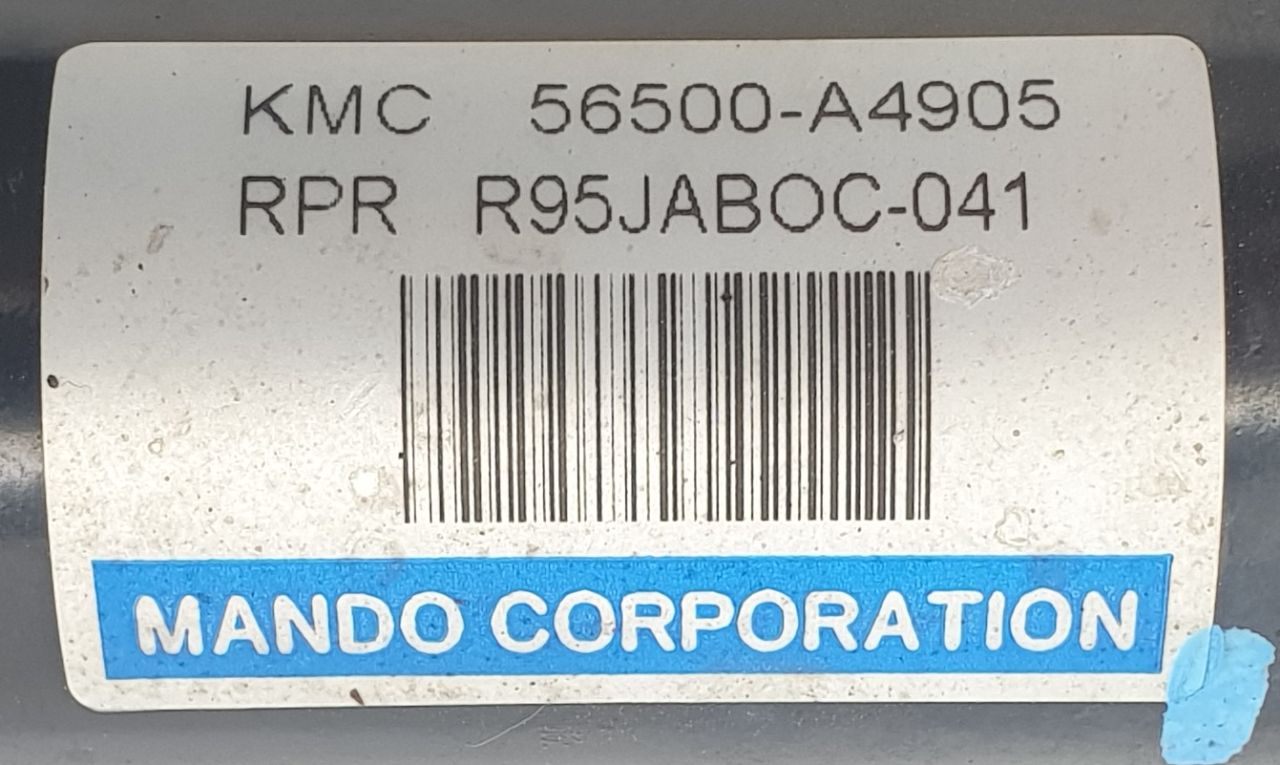 KMC 56500-A4905
RPR R95JABOC-041
MANDO CORPORATION